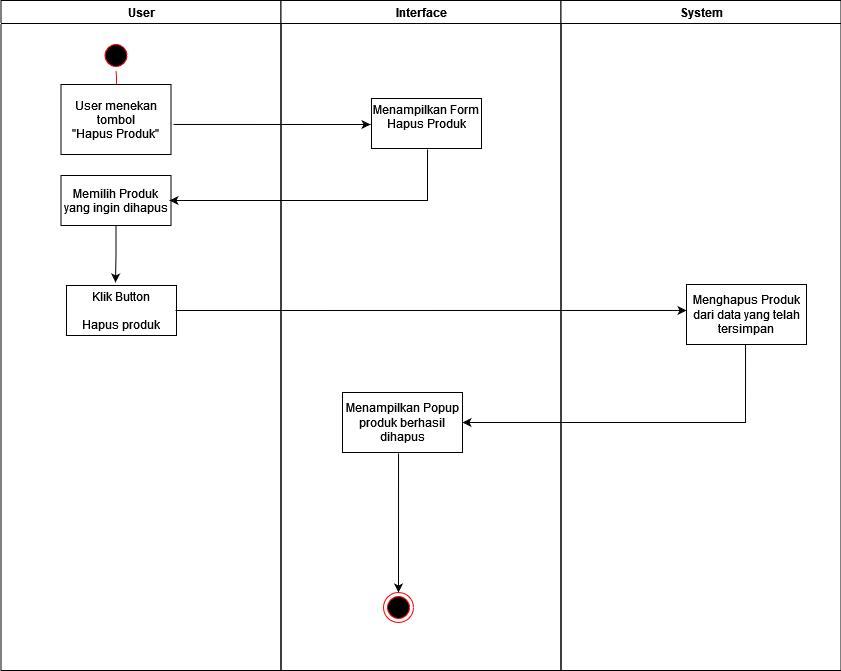 User
Interface
System
User menekan
tombol
"Hapus Produk"
Menampilkan Form
Hapus Produk
Memilih Produk
yang ingin dihapus
Klik Button
Hapus produk
Menghapus Produk
dari data yang telah
tersimpan
Menampilkan Popup
produk berhasil
dihapus